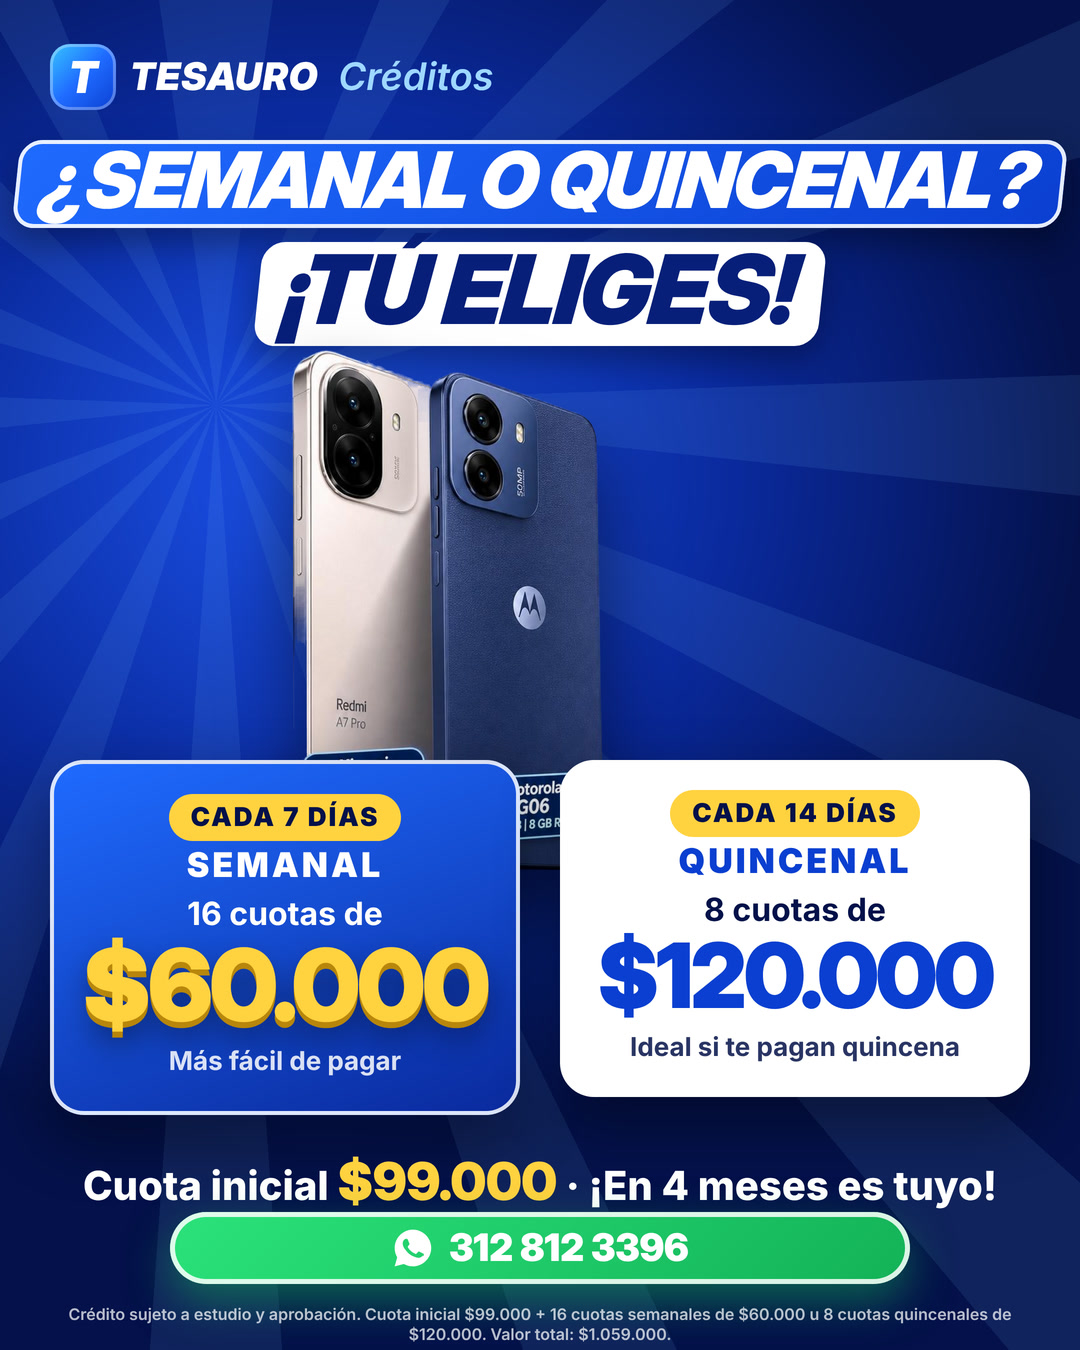 T TESAURO Créditos
¿SEMANAL O QUINCENAL?
¡TÚ ELIGES!
50MP
Redmi
A7 Pro
G06
8 GB
CADA 7 DÍAS
SEMANAL
16 cuotas de
$60.000
Más fácil de pagar
CADA 14 DÍAS
QUINCENAL
8 cuotas de
$120.000
Ideal si te pagan quincena
Cuota inicial $99.000 · ¡En 4 meses es tuyo!
312 812 3396
Crédito sujeto a estudio y aprobación. Cuota inicial $99.000 + 16 cuotas semanales de $60.000 u 8 cuotas quincenales de
$120.000. Valor total: $1.059.000.